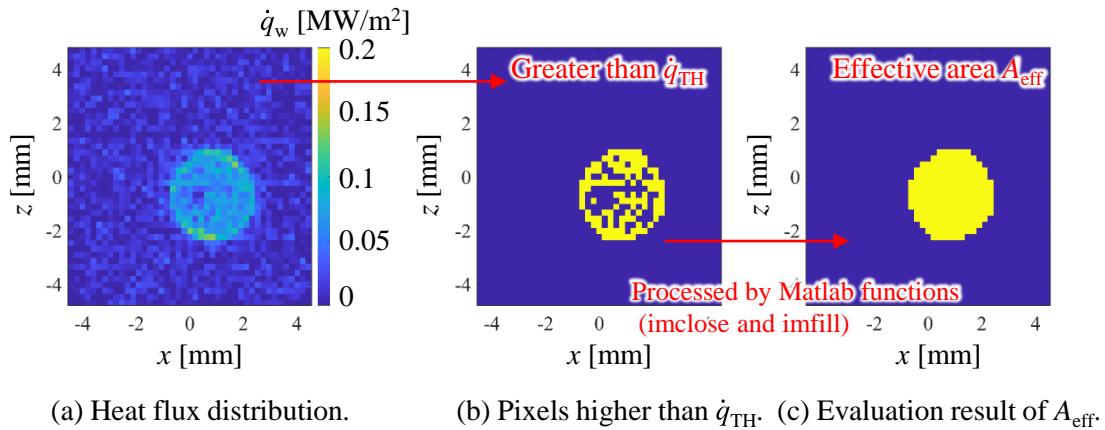 q̇w [MW/m²]
0.2
0.15
0.1
0.05
0
4
2
0
-2
-4
z [mm]
-4
-2
0
2
4
x [mm]
Greater than q̇TH
4
2
0
-2
-4
z [mm]
-4
-2
0
2
4
x [mm]
Effective area Aeff
4
2
0
-2
-4
z [mm]
-4
-2
0
2
4
x [mm]
Processed by Matlab functions
(imclose and imfill)
(a) Heat flux distribution.
(b) Pixels higher than q̇TH.
(c) Evaluation result of Aeff.